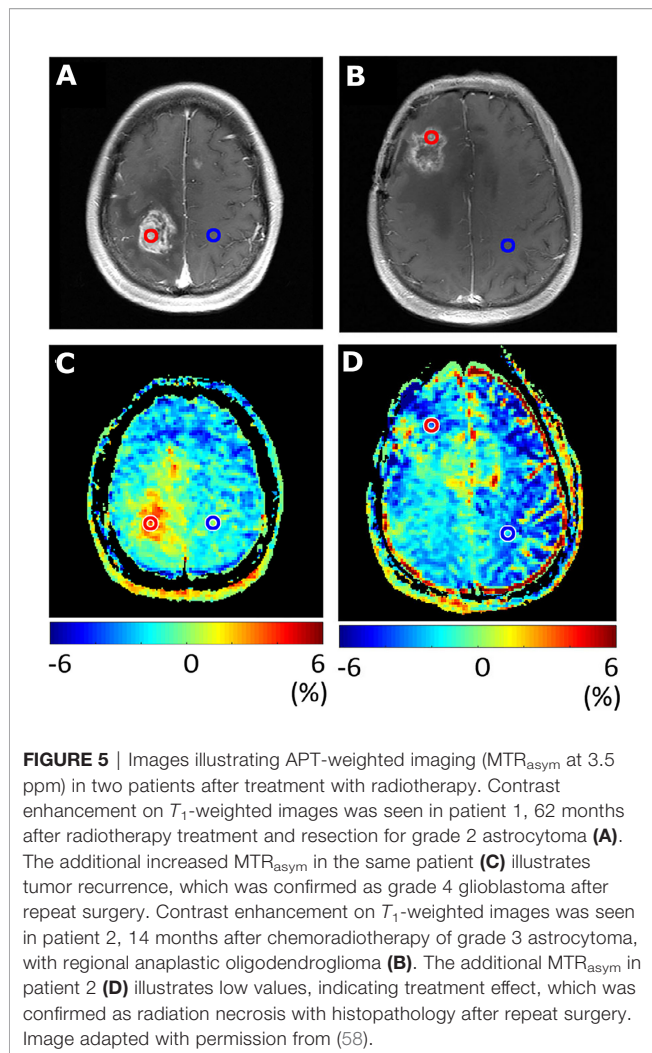 A
B
C
D
-6 0 6
(%)
-6 0 6
(%)
FIGURE 5 | Images illustrating APT-weighted imaging (MTRasym at 3.5
ppm) in two patients after treatment with radiotherapy. Contrast
enhancement on T1-weighted images was seen in patient 1, 62 months
after radiotherapy treatment and resection for grade 2 astrocytoma (A).
The additional increased MTRasym in the same patient (C) illustrates
tumor recurrence, which was confirmed as grade 4 glioblastoma after
repeat surgery. Contrast enhancement on T1-weighted images was seen
in patient 2, 14 months after chemoradiotherapy of grade 3 astrocytoma,
with regional anaplastic oligodendroglioma (B). The additional MTRasym in
patient 2 (D) illustrates low values, indicating treatment effect, which was
confirmed as radiation necrosis with histopathology after repeat surgery.
Image adapted with permission from (58).